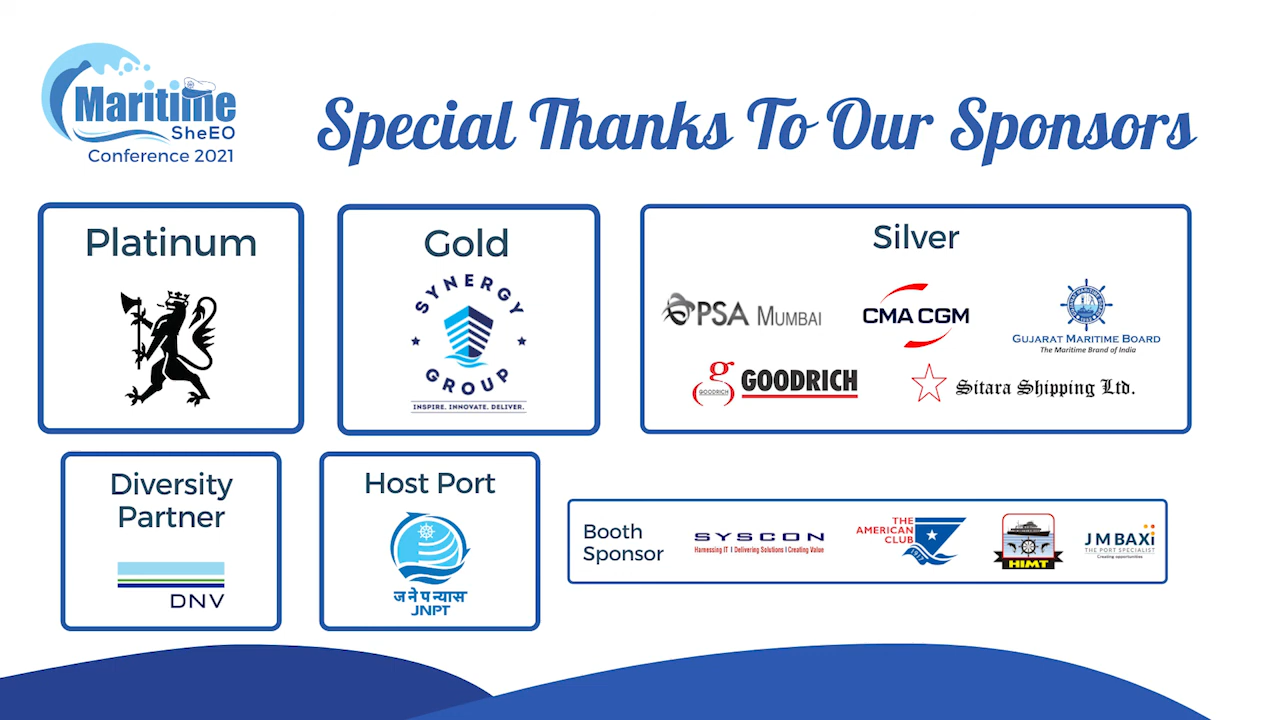 Maritime
SheEO
Conference 2021
Special Thanks To Our Sponsors
Platinum
Gold
SYNERGY
GROUP
INSPIRE. INNOVATE. DELIVER.
Silver
PSA MUMBAI
CMA CGM
GUJARAT MARITIME BOARD
The Maritime Brand of India
g
GOODRICH
GOODRICH
Sitara Shipping Ltd.
Diversity
Partner
DNV
Host Port
ज ने प न्यास
JNPT
Booth
Sponsor
SYSCON
Harnessing IT | Delivering Solutions | Creating Value
THE
AMERICAN
CLUB
1917
HIMT
J M BAXi
THE PORT SPECIALIST
Creating opportunities